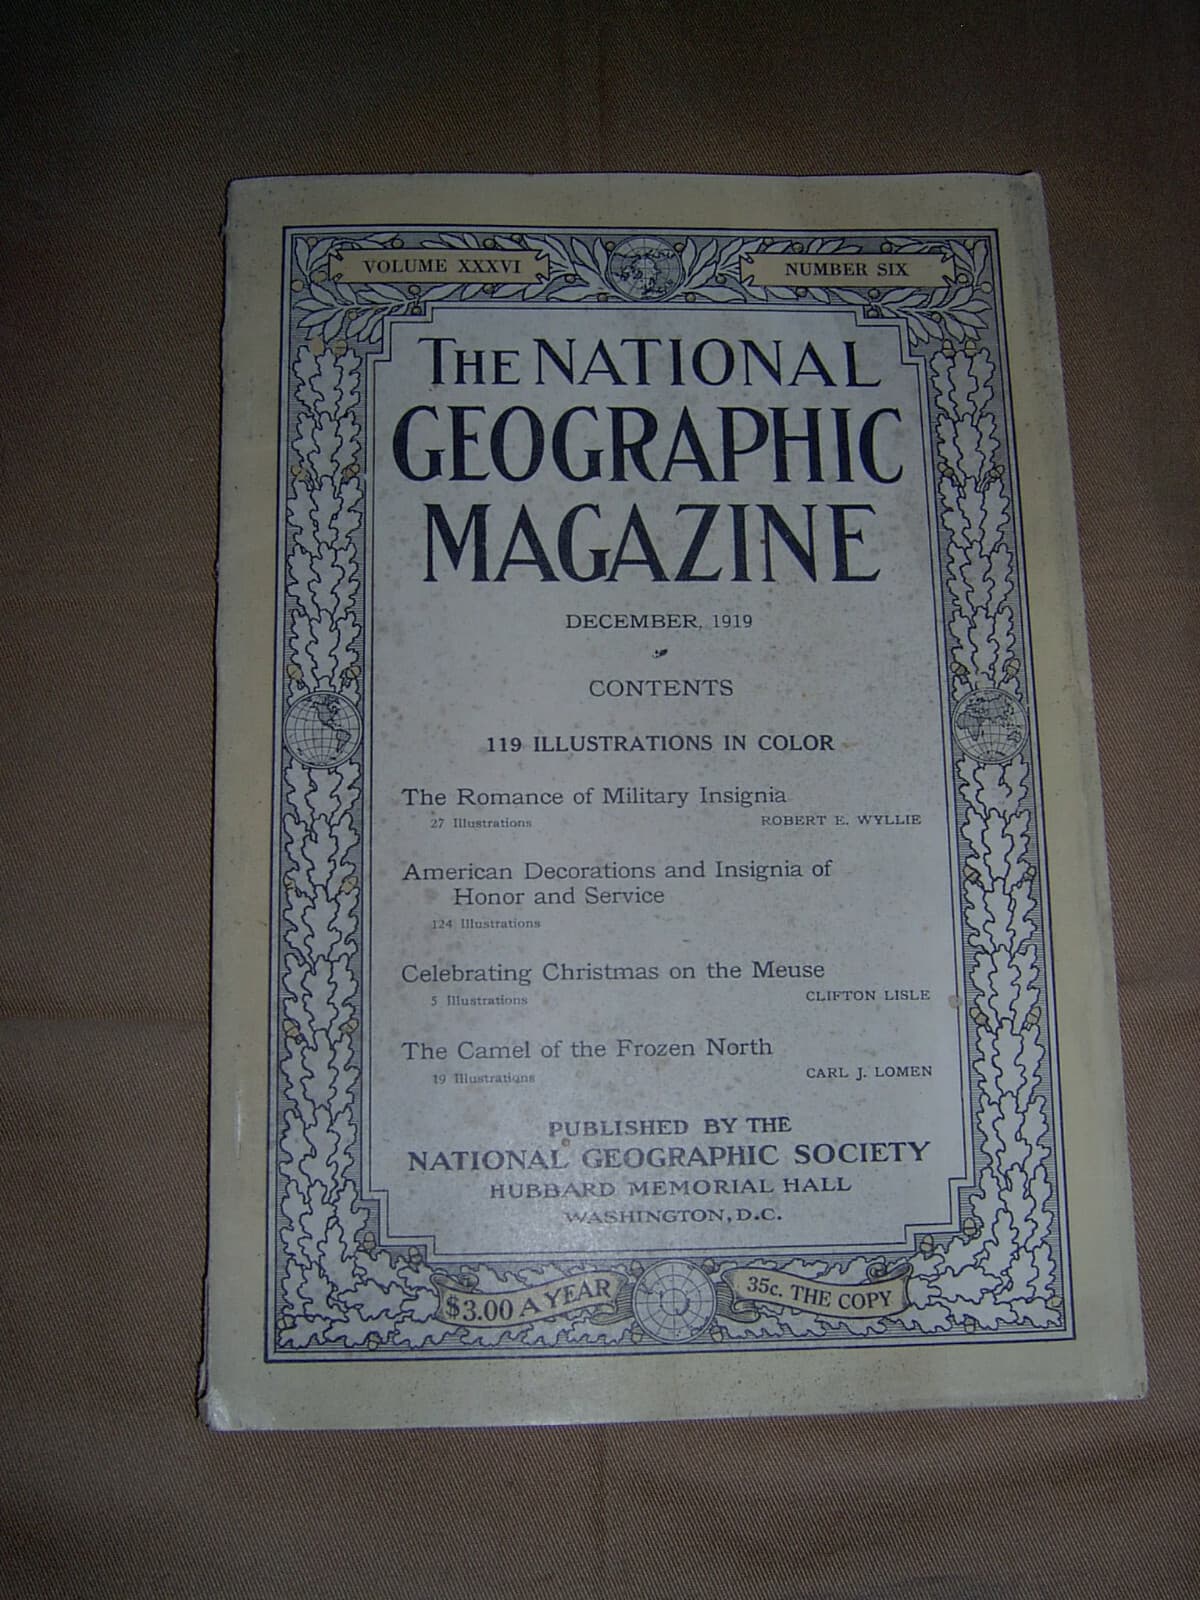 VOLUME XXXVI
NUMBER SIX
THE NATIONAL
GEOGRAPHIC
MAGAZINE
DECEMBER, 1919
CONTENTS
119 ILLUSTRATIONS IN COLOR
The Romance of Military Insignia
27 Illustrations ROBERT E. WYLLIE
American Decorations and Insignia of
Honor and Service
124 Illustrations
Celebrating Christmas on the Meuse
5 Illustrations CLIFTON LISLE
The Camel of the Frozen North
19 Illustrations CARL J. LOMEN
PUBLISHED BY THE
NATIONAL GEOGRAPHIC SOCIETY
HUBBARD MEMORIAL HALL
WASHINGTON, D.C.
$3.00 A YEAR
35c. THE COPY